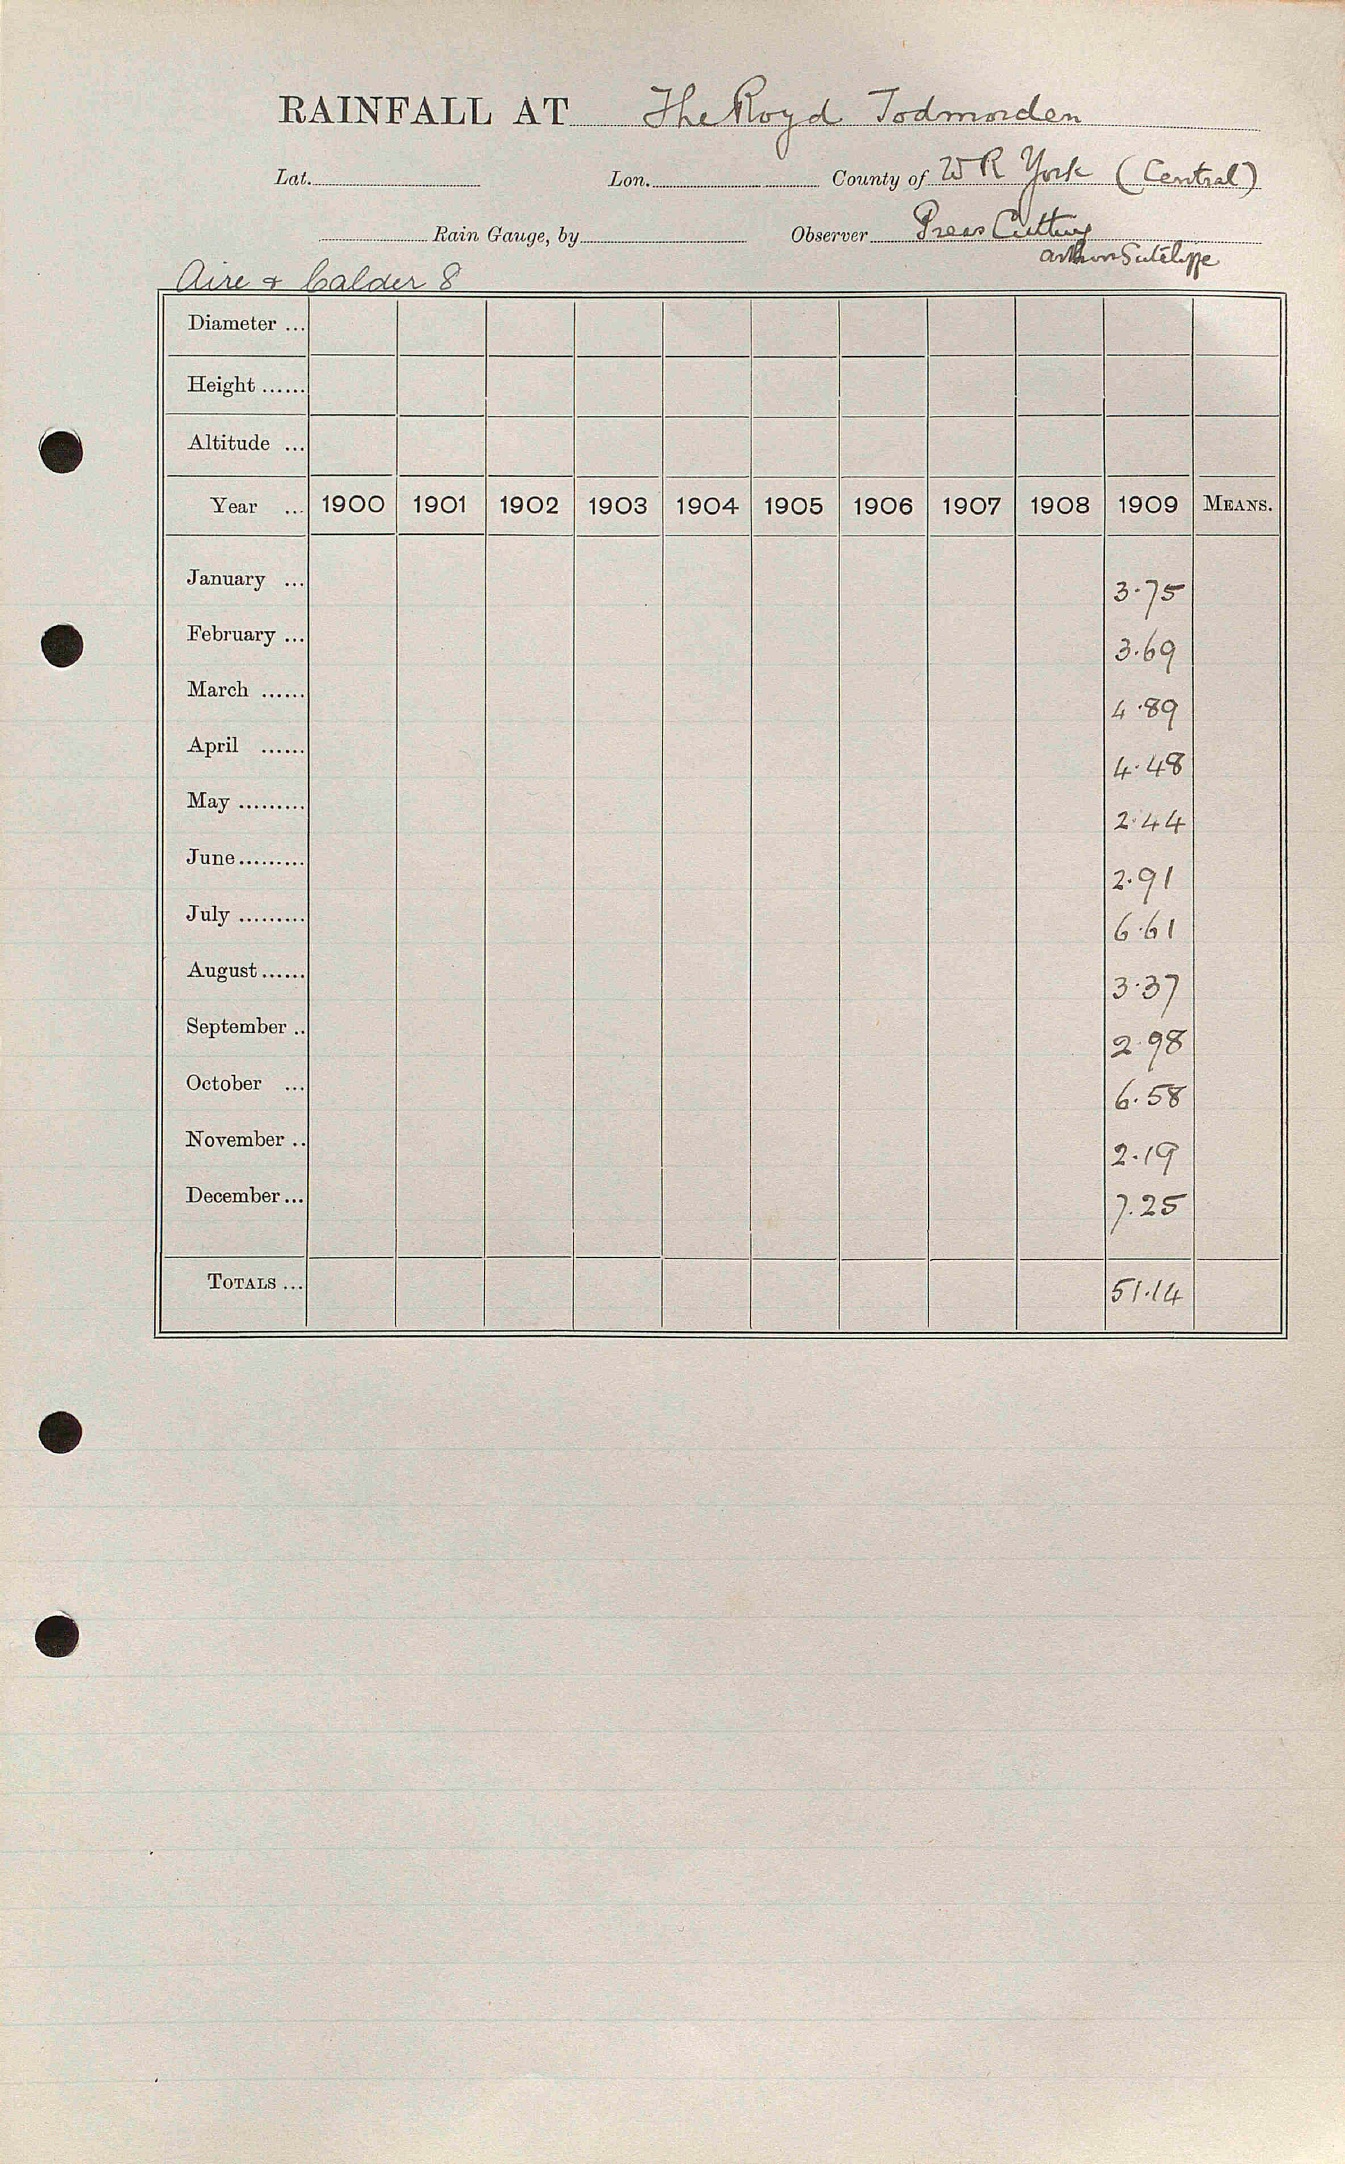 RAINFALL AT The Royd Todmorden
Lat. Lon. County of W R York (Central)
Rain Gauge, by Observer Press Cutting
Arthur Sutcliffe
Aire & Calder 8
Diameter ...
Height ......
Altitude ...
Year ... 1900 1901 1902 1903 1904 1905 1906 1907 1908 1909 MEANS.
January ... 3.75
February ... 3.69
March ...... 4.89
April ...... 4.48
May ......... 2.44
June......... 2.91
July ......... 6.61
August...... 3.37
September .. 2.98
October ... 6.58
November .. 2.19
December... 7.25
TOTALS ... 51.14